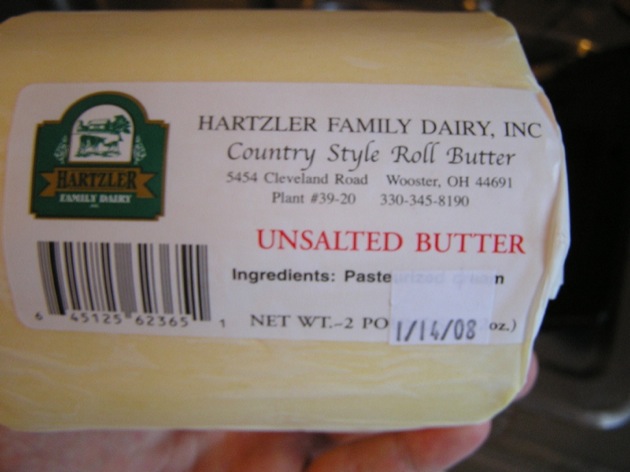 HARTZLER FAMILY DAIRY, INC
Country Style Roll Butter
5454 Cleveland Road Wooster, OH 44691
Plant #39-20 330-345-8190
HARTZLER
FAMILY DAIRY
UNSALTED BUTTER
Ingredients: Pasteurized cream
6 45125 62365 1
NET WT.-2 PO oz.)
1/14/08